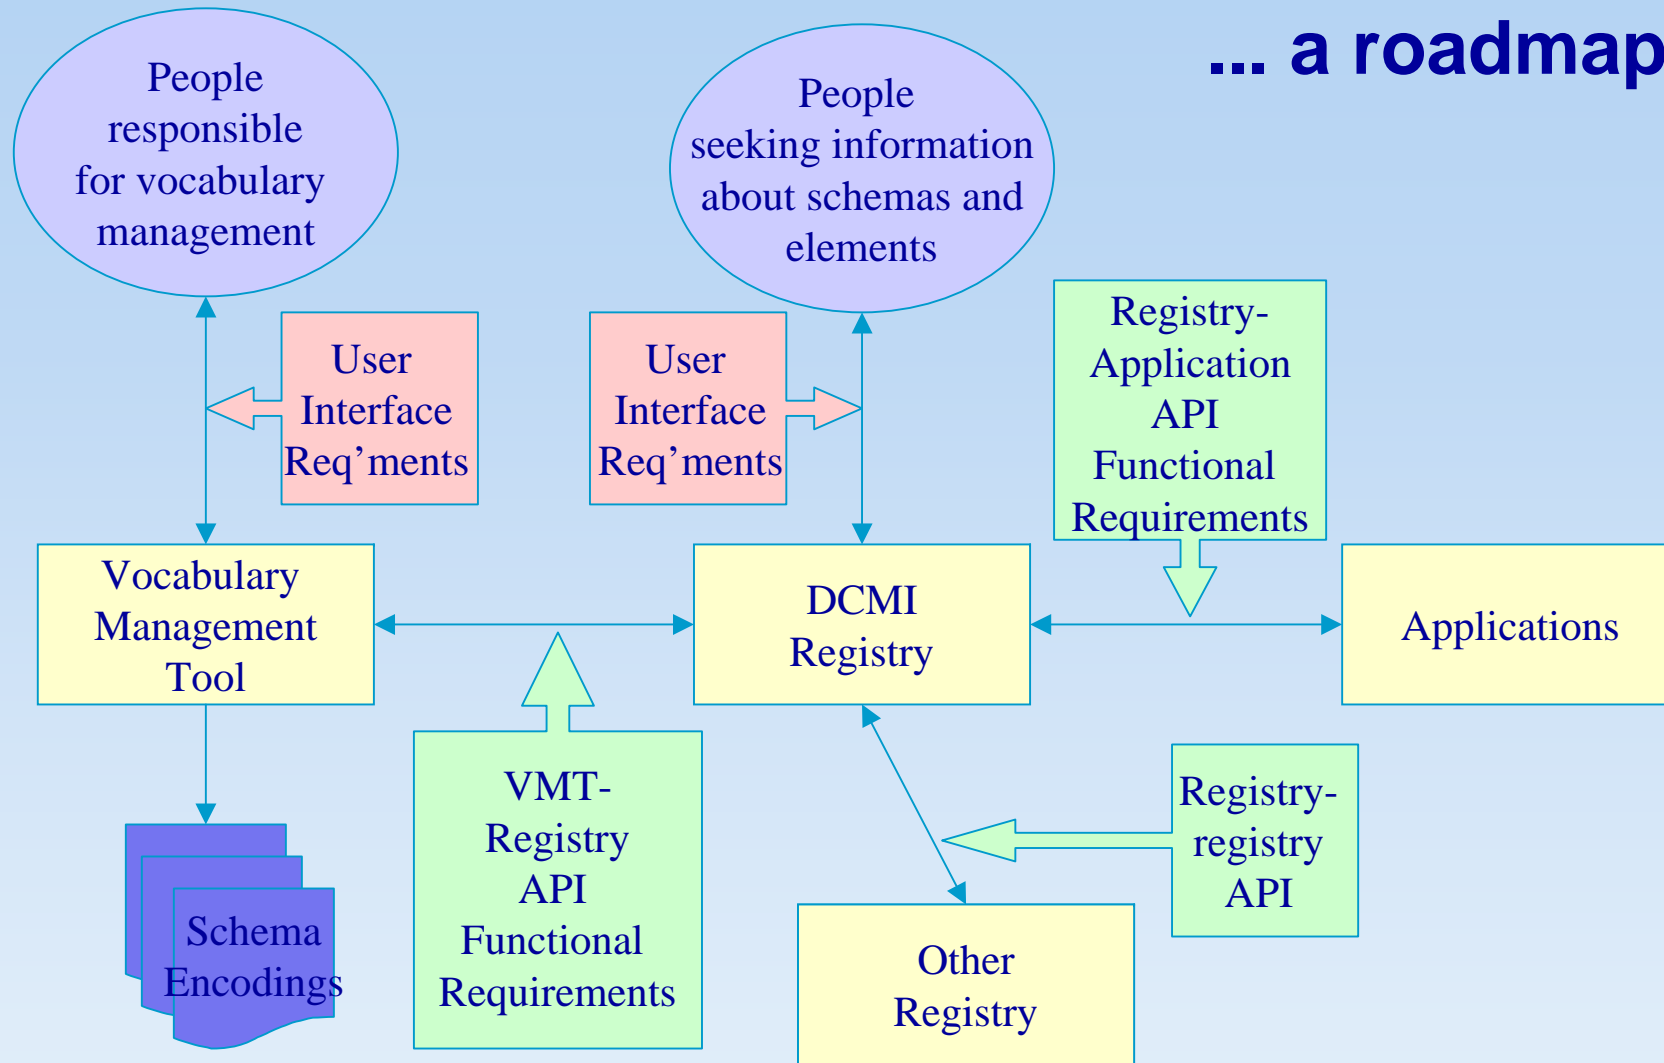 ... a roadmap
People
responsible
for vocabulary
management
People
seeking information
about schemas and
elements
User
Interface
Req’ments
User
Interface
Req’ments
Registry-
Application
API
Functional
Requirements
Vocabulary
Management
Tool
DCMI
Registry
Applications
VMT-
Registry
API
Functional
Requirements
Registry-
registry
API
Schema
Encodings
Other
Registry